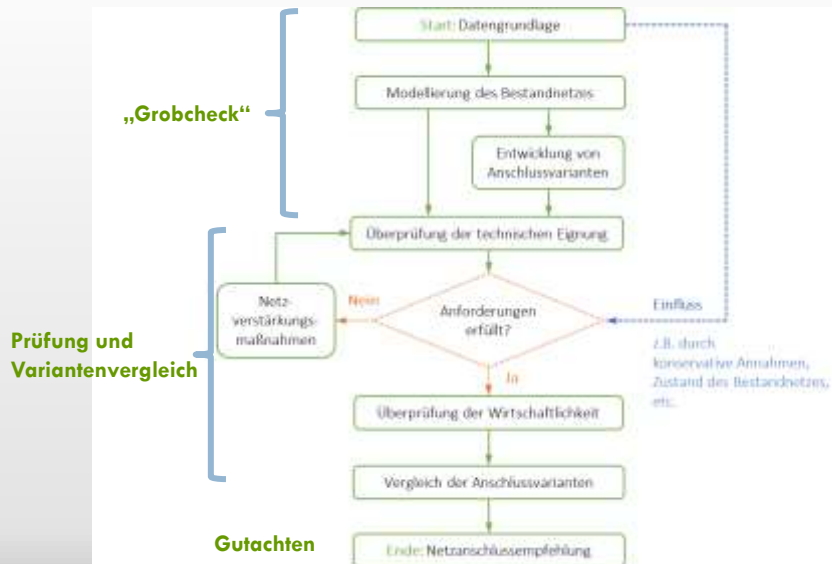 Start: Datengrundlage
„Grobcheck“
Modellierung des Bestandnetzes
Entwicklung von
Anschlussvarianten
Überprüfung der technischen Eignung
Prüfung und
Variantenvergleich
Netz-
verstärkungs-
maßnahmen
Nein
Anforderungen
erfüllt?
Einfluss
z.B. durch
konservative Annahmen,
Zustand des Bestandnetzes,
etc.
Ja
Überprüfung der Wirtschaftlichkeit
Vergleich der Anschlussvarianten
Gutachten
Ende: Netzanschlussempfehlung